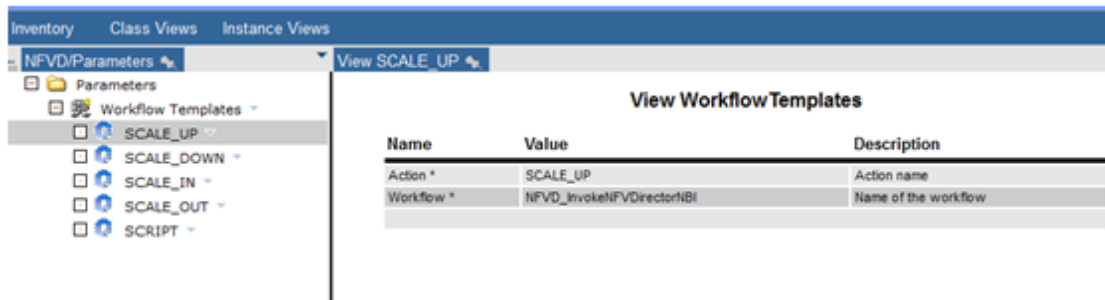 Inventory Class Views Instance Views
NFVD/Parameters
View SCALE_UP
Parameters
Workflow Templates
SCALE_UP
SCALE_DOWN
SCALE_IN
SCALE_OUT
SCRIPT
View WorkflowTemplates
Name Value Description
Action * SCALE_UP Action name
Workflow * NFVD_InvokeNFVDirectorNBI Name of the workflow